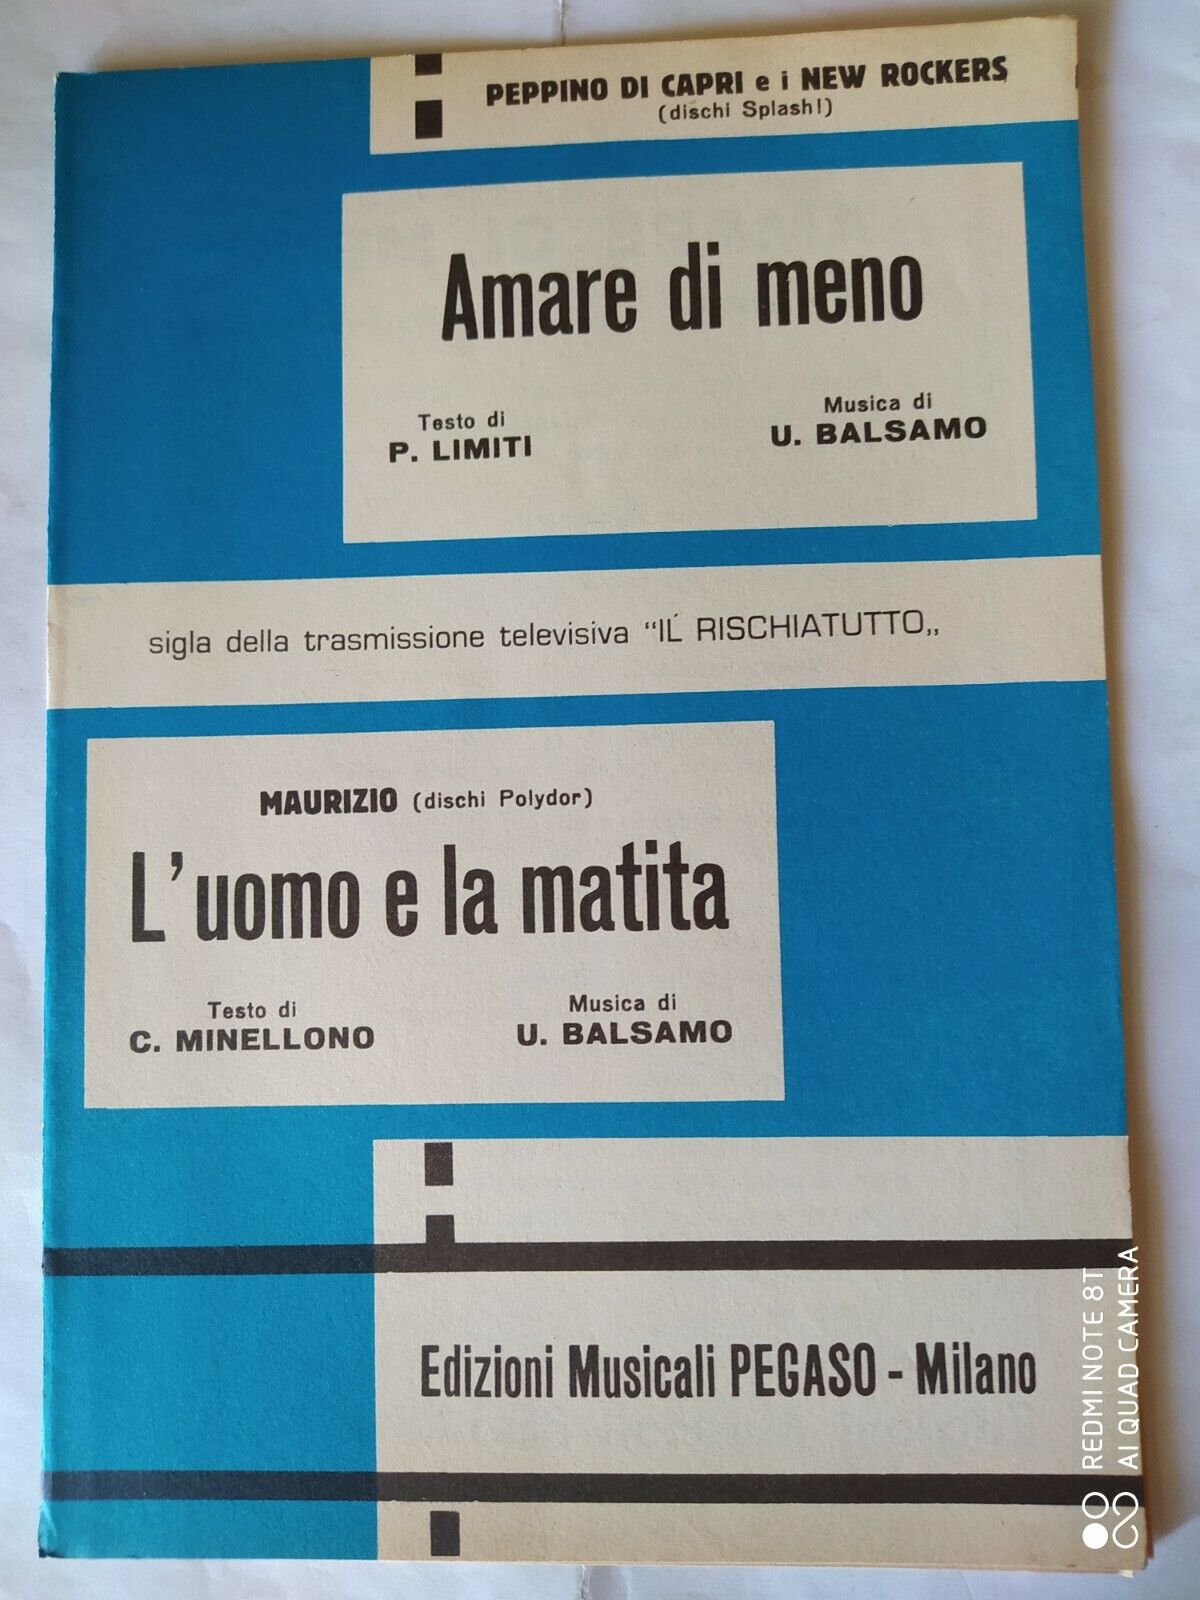 PEPPINO DI CAPRI e i NEW ROCKERS
(dischi Splash!)
Amare di meno
Testo di
P. LIMITI
Musica di
U. BALSAMO
sigla della trasmissione televisiva “IL RISCHIATUTTO„
MAURIZIO (dischi Polydor)
L'uomo e la matita
Testo di
C. MINELLONO
Musica di
U. BALSAMO
Edizioni Musicali PEGASO - Milano
REDMI NOTE 8T
AI QUAD CAMERA